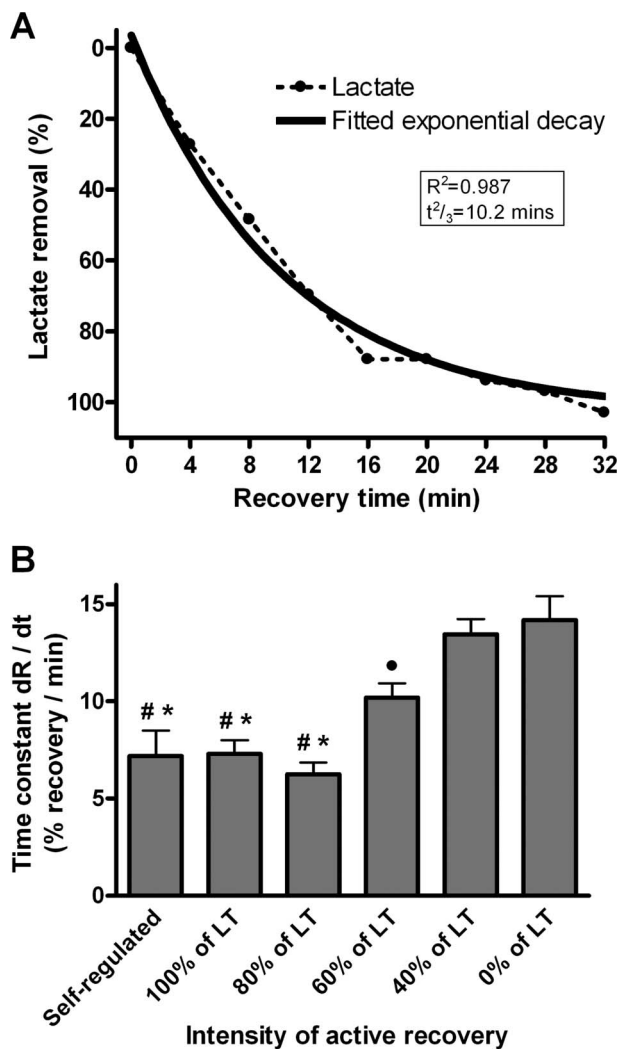 A
Lactate removal (%)
0
20
40
60
80
100
Lactate
Fitted exponential decay
R²=0.987
t²/₃=10.2 mins
0 4 8 12 16 20 24 28 32
Recovery time (min)
B
Time constant dR / dt
(% recovery / min)
15
10
5
0
# *
# *
# *
•
Self-regulated
100% of LT
80% of LT
60% of LT
40% of LT
0% of LT
Intensity of active recovery